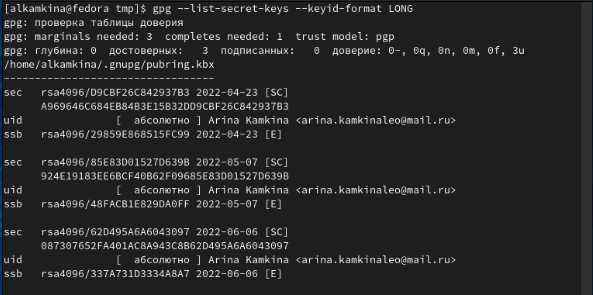 [alkamkina@fedora tmp]$ gpg --list-secret-keys --keyid-format LONG
gpg: проверка таблицы доверия
gpg: marginals needed: 3  completes needed: 1  trust model: pgp
gpg: глубина: 0  достоверных:   3  подписанных:   0  доверие: 0-, 0q, 0n, 0m, 0f, 3u
/home/alkamkina/.gnupg/pubring.kbx
----------------------------------
sec   rsa4096/D9CBF26C842937B3 2022-04-23 [SC]
      A969646C684EB84B3E15B32DD9CBF26C842937B3
uid                 [  абсолютно ] Arina Kamkina <arina.kamkinaleo@mail.ru>
ssb   rsa4096/29859E868515FC99 2022-04-23 [E]

sec   rsa4096/85E83D01527D639B 2022-05-07 [SC]
      924E19183EE6BCF40B62F09685E83D01527D639B
uid                 [  абсолютно ] Arina Kamkina <arina.kamkinaleo@mail.ru>
ssb   rsa4096/48FACB1E829DA0FF 2022-05-07 [E]

sec   rsa4096/62D495A6A6043097 2022-06-06 [SC]
      087307652FA401AC8A943C8B62D495A6A6043097
uid                 [  абсолютно ] Arina Kamkina <arina.kamkinaleo@mail.ru>
ssb   rsa4096/337A731D3334A8A7 2022-06-06 [E]